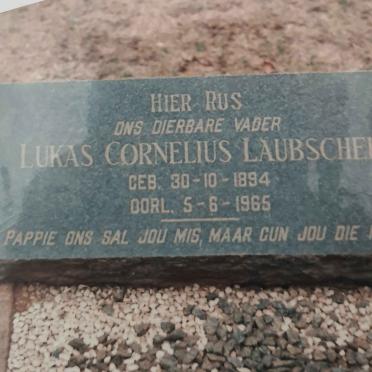 HIER RUS
ONS DIERBARE VADER
LUKAS CORNELIUS LAUBSCHER
GEB. 30-10-1894
OORL. 5-6-1965
PAPPIE ONS SAL JOU MIS, MAAR GUN JOU DIE